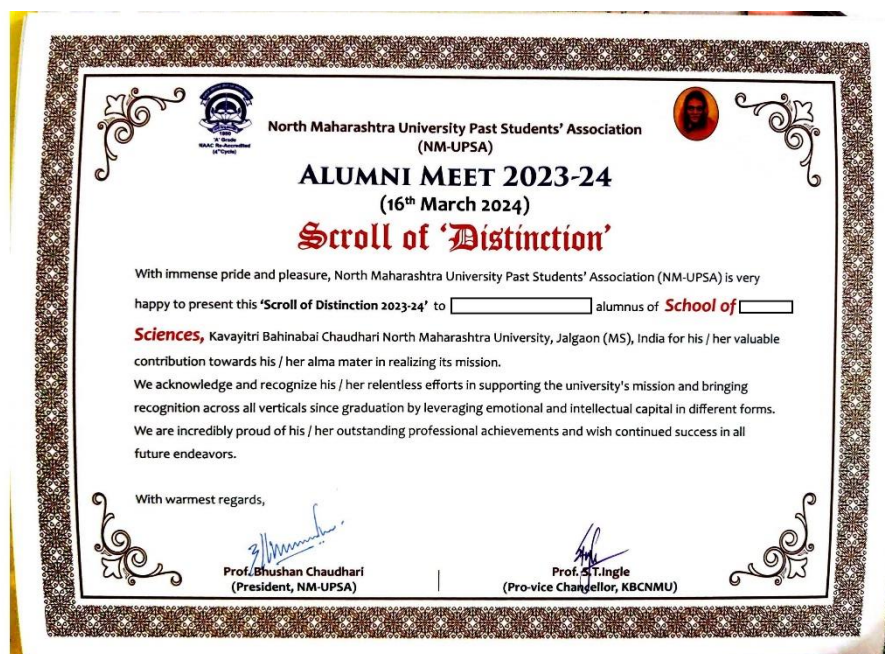 1990
'A' Grade
NAAC Re-Accredited
(4th Cycle)
North Maharashtra University Past Students' Association
(NM-UPSA)
ALUMNI MEET 2023-24
(16th March 2024)
Scroll of 'Distinction'
With immense pride and pleasure, North Maharashtra University Past Students' Association (NM-UPSA) is very
happy to present this 'Scroll of Distinction 2023-24' to alumnus of School of
Sciences, Kavayitri Bahinabai Chaudhari North Maharashtra University, Jalgaon (MS), India for his / her valuable
contribution towards his / her alma mater in realizing its mission.
We acknowledge and recognize his / her relentless efforts in supporting the university's mission and bringing
recognition across all verticals since graduation by leveraging emotional and intellectual capital in different forms.
We are incredibly proud of his / her outstanding professional achievements and wish continued success in all
future endeavors.
With warmest regards,
Prof. Bhushan Chaudhari
(President, NM-UPSA)
Prof. S.T.Ingle
(Pro-vice Chancellor, KBCNMU)